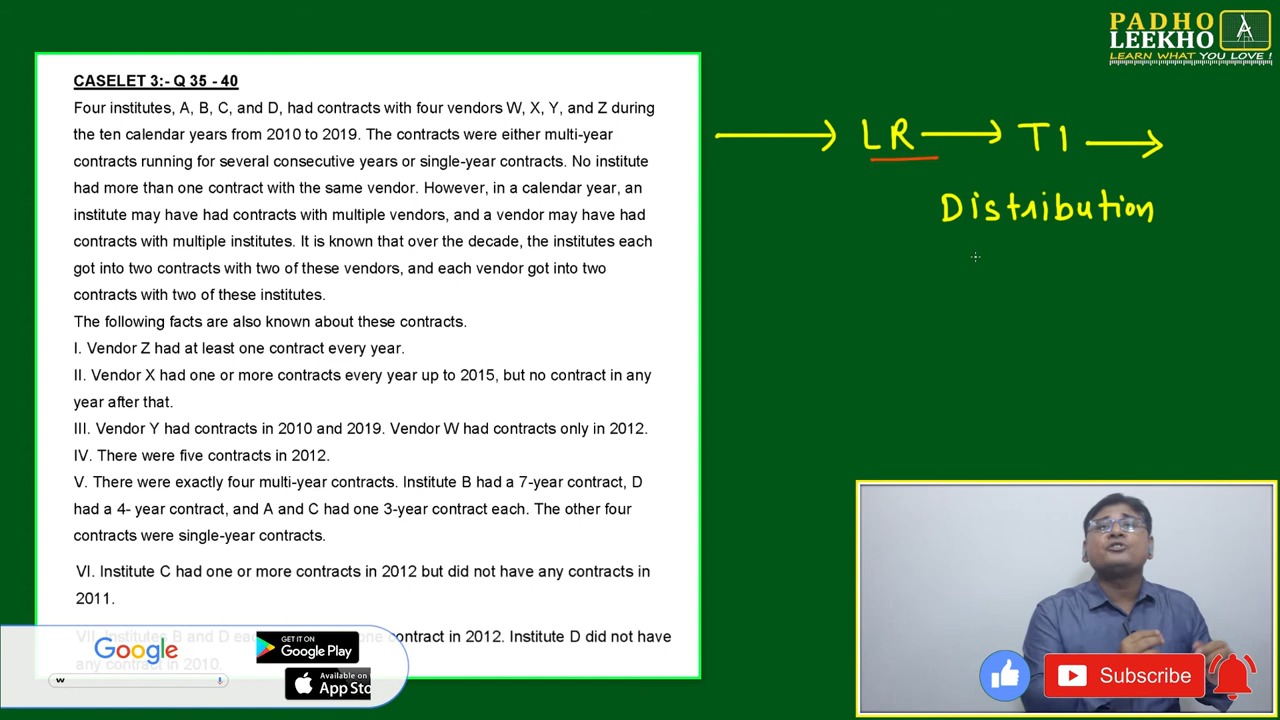 PADHO
LEEKHO
LEARN WHAT YOU LOVE !
CASELET 3:- Q 35 - 40
Four institutes, A, B, C, and D, had contracts with four vendors W, X, Y, and Z during
the ten calendar years from 2010 to 2019. The contracts were either multi-year
contracts running for several consecutive years or single-year contracts. No institute
had more than one contract with the same vendor. However, in a calendar year, an
institute may have had contracts with multiple vendors, and a vendor may have had
contracts with multiple institutes. It is known that over the decade, the institutes each
got into two contracts with two of these vendors, and each vendor got into two
contracts with two of these institutes.
The following facts are also known about these contracts.
I. Vendor Z had at least one contract every year.
II. Vendor X had one or more contracts every year up to 2015, but no contract in any
year after that.
III. Vendor Y had contracts in 2010 and 2019. Vendor W had contracts only in 2012.
IV. There were five contracts in 2012.
V. There were exactly four multi-year contracts. Institute B had a 7-year contract, D
had a 4- year contract, and A and C had one 3-year contract each. The other four
contracts were single-year contracts.
VI. Institute C had one or more contracts in 2012 but did not have any contracts in
2011.
VII. Institutes B and D ea ne contract in 2012. Institute D did not have
any contract in 2010.
LR T1
Distribution
Google
w
GET IT ON
Google Play
Available on
App Sto
Subscribe